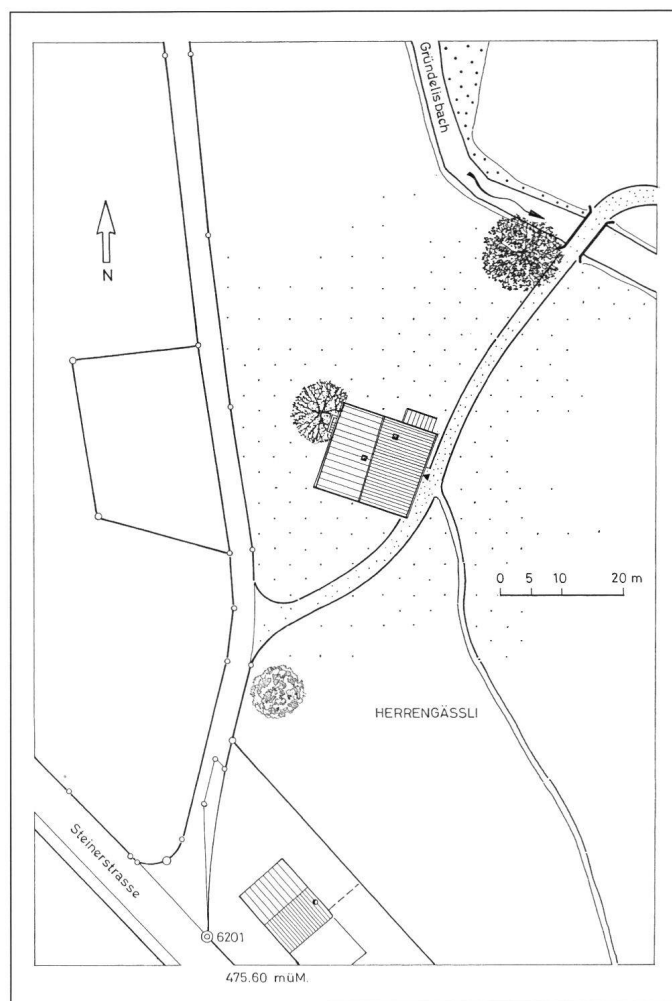 Gründelisbach
N
0 5 10 20 m
HERRENGÄSSLI
Steinerstrasse
6201
475.60 müM.